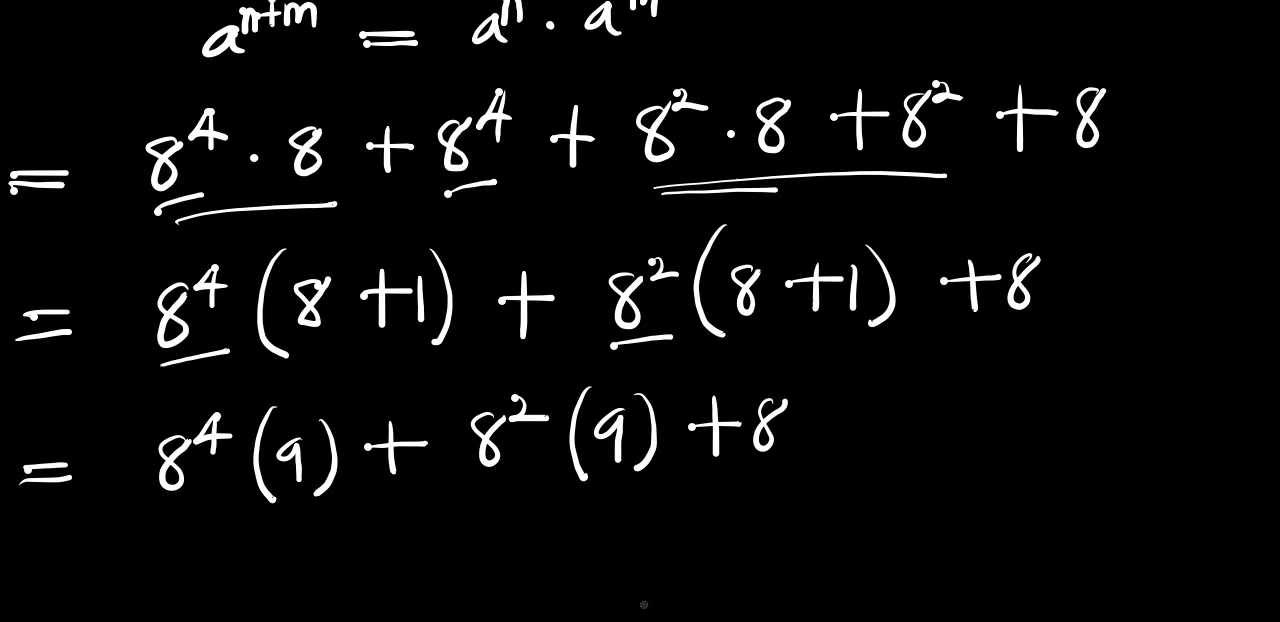 a^{n+m} = a^n · a^m
= 8^4 · 8 + 8^4 + 8^2 · 8 + 8^2 + 8
= 8^4 (8 + 1) + 8^2 (8 + 1) + 8
= 8^4 (9) + 8^2 (9) + 8